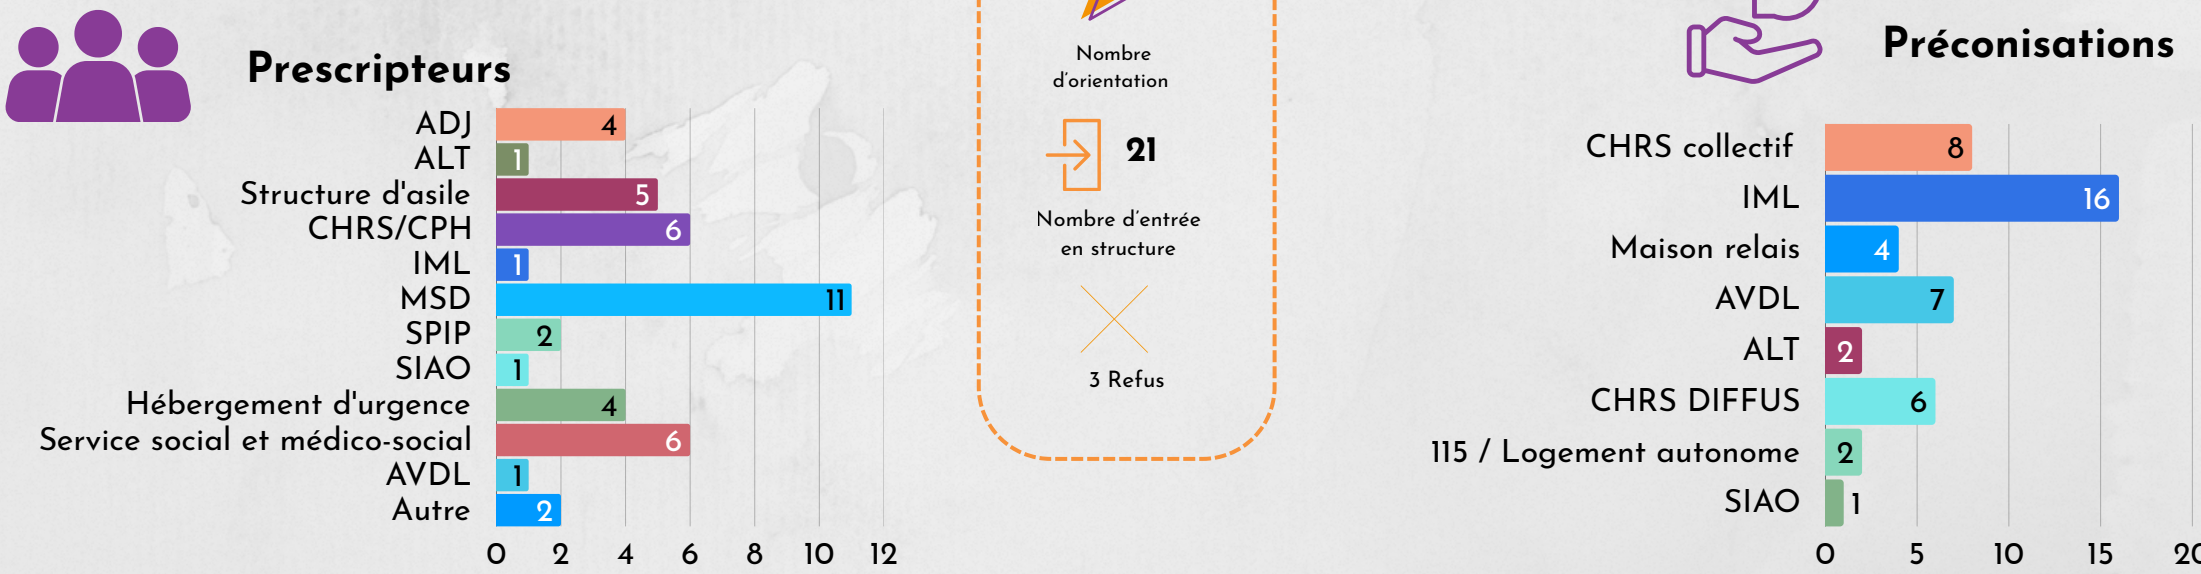 Prescripteurs
ADJ 4
ALT 1
Structure d'asile 5
CHRS/CPH 6
IML 1
MSD 11
SPIP 2
SIAO 1
Hébergement d'urgence 4
Service social et médico-social 6
AVDL 1
Autre 2
0 2 4 6 8 10 12
Nombre
d'orientation
21
Nombre d'entrée
en structure
3 Refus
Préconisations
CHRS collectif 8
IML 16
Maison relais 4
AVDL 7
ALT 2
CHRS DIFFUS 6
115 / Logement autonome 2
SIAO 1
0 5 10 15 20